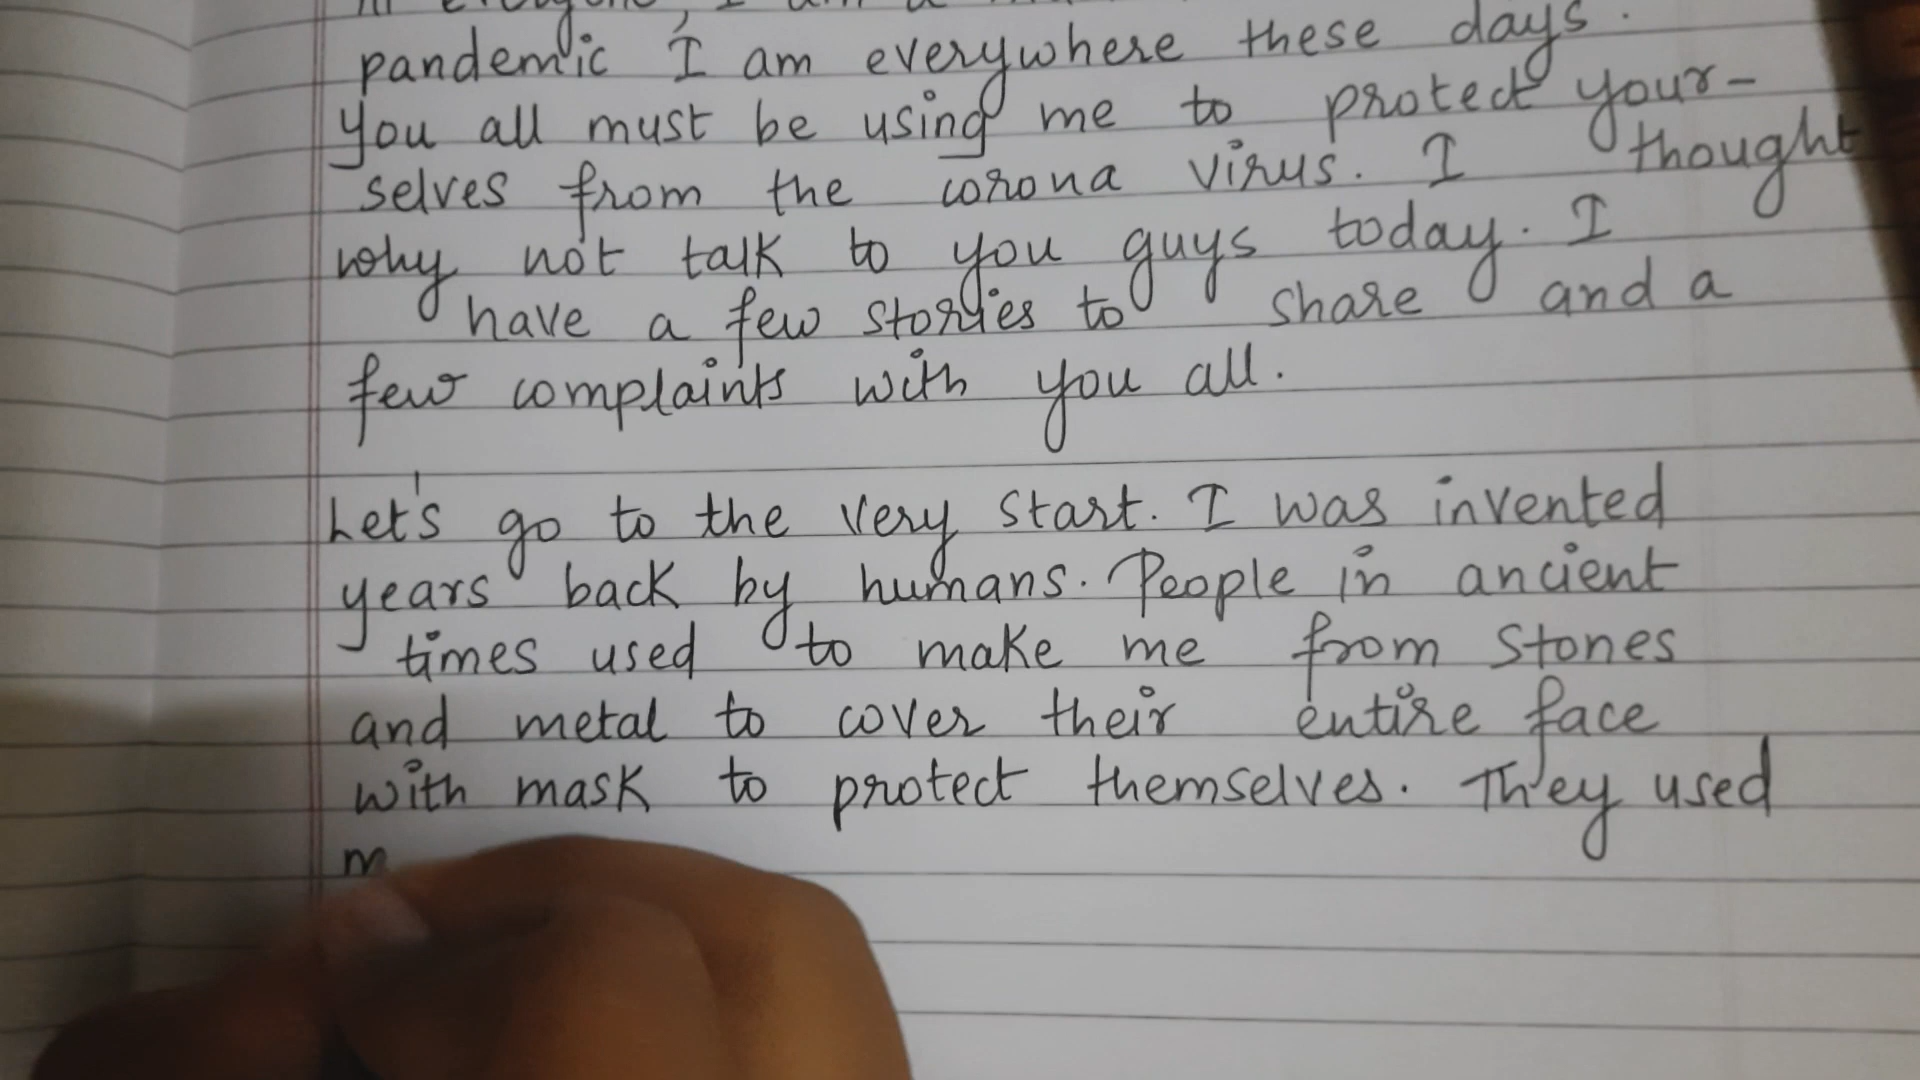 pandemic I am everywhere these days.
You all must be using me to protect your-
selves from the corona virus. I thought
why not talk to you guys today. I
have a few stories to share and a
few complaints with you all.
Let's go to the very start. I was invented
years back by humans. People in ancient
times used to make me from stones
and metal to cover their entire face
with mask to protect themselves. They used
m